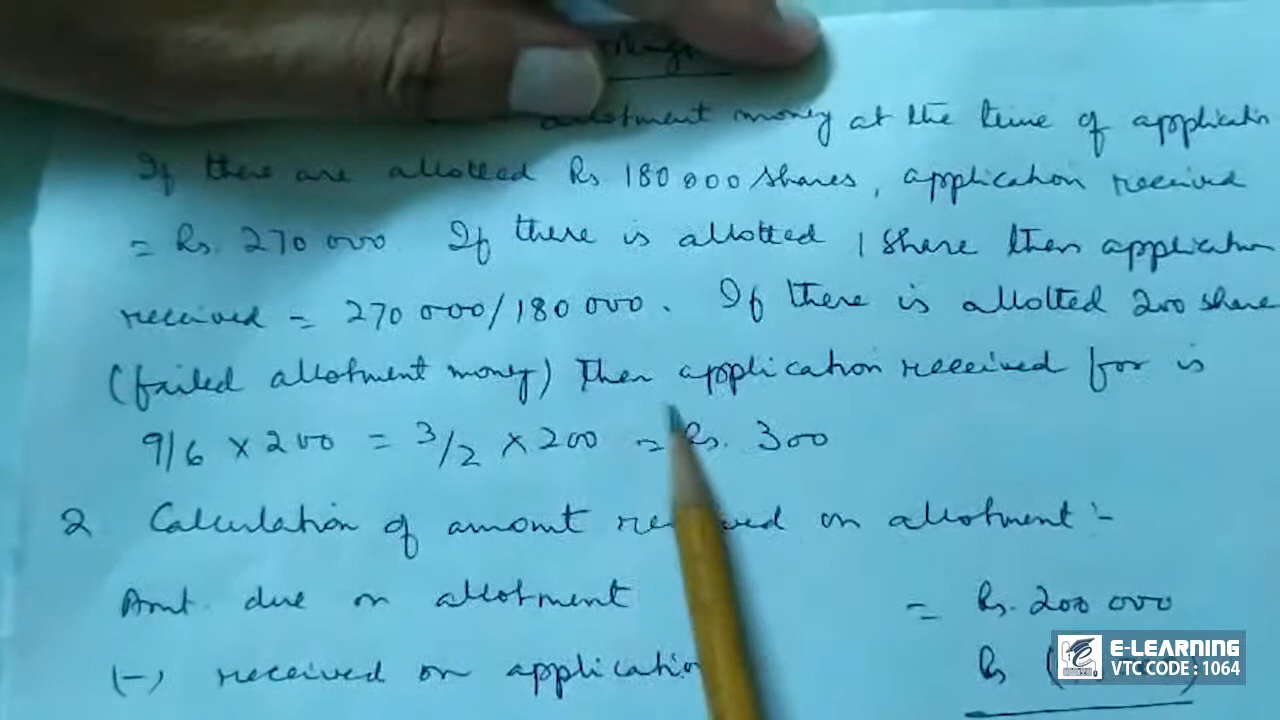 allotment money at the time of applicatin
If there are allotted Rs 180000 shares, application received
= Rs. 270000. If there is allotted 1 share then application
received = 270000/180000. If there is allotted 200 share
(failed allotment money) then application received for is
9/6 × 200 = 3/2 × 200 = Rs. 300
2 Calculation of amount received on allotment :-
Amt. due on allotment = Rs. 200000
(-) received on application Rs (
E-LEARNING
VTC CODE : 1064